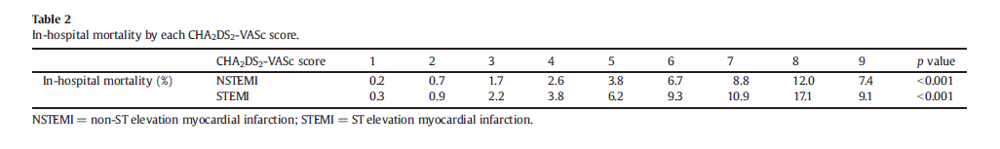 Table 2
In-hospital mortality by each CHA₂DS₂-VASc score.
CHA₂DS₂-VASc score 1 2 3 4 5 6 7 8 9 p value
In-hospital mortality (%) NSTEMI 0.2 0.7 1.7 2.6 3.8 6.7 8.8 12.0 7.4 <0.001
STEMI 0.3 0.9 2.2 3.8 6.2 9.3 10.9 17.1 9.1 <0.001
NSTEMI = non-ST elevation myocardial infarction; STEMI = ST elevation myocardial infarction.